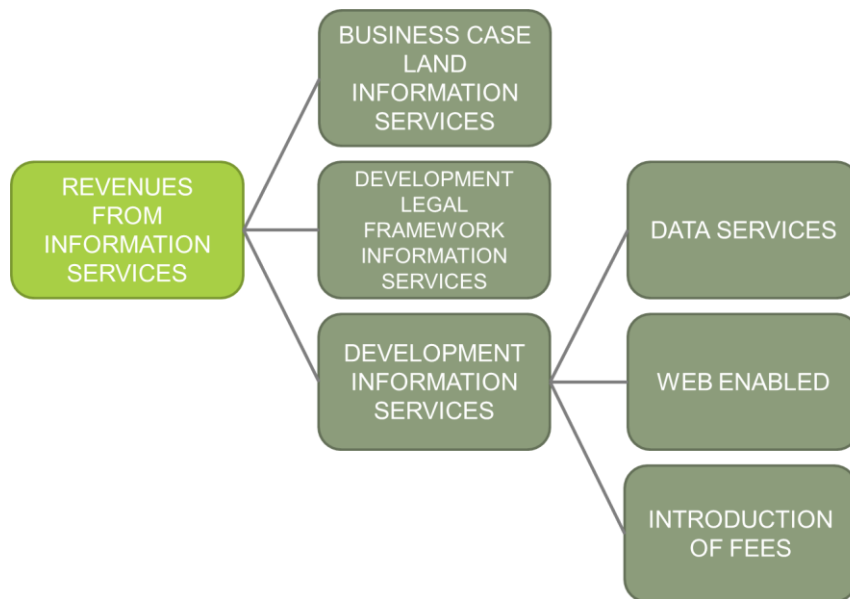 BUSINESS CASE
LAND
INFORMATION
SERVICES
REVENUES
FROM
INFORMATION
SERVICES
DEVELOPMENT
LEGAL
FRAMEWORK
INFORMATION
SERVICES
DATA SERVICES
DEVELOPMENT
INFORMATION
SERVICES
WEB ENABLED
INTRODUCTION
OF FEES